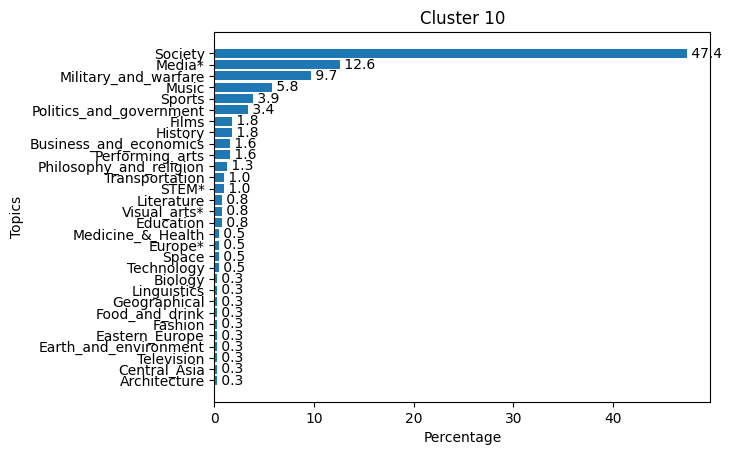 Cluster 10
Topics
Society 47.4
Media* 12.6
Military_and_warfare 9.7
Music 5.8
Sports 3.9
Politics_and_government 3.4
Films 1.8
History 1.8
Business_and_economics 1.6
Performing_arts 1.6
Philosophy_and_religion 1.3
Transportation 1.0
STEM* 1.0
Literature 0.8
Visual_arts* 0.8
Education 0.8
Medicine_&_Health 0.5
Europe* 0.5
Space 0.5
Technology 0.5
Biology 0.3
Linguistics 0.3
Geographical 0.3
Food_and_drink 0.3
Fashion 0.3
Eastern_Europe 0.3
Earth_and_environment 0.3
Television 0.3
Central_Asia 0.3
Architecture 0.3
0 10 20 30 40
Percentage